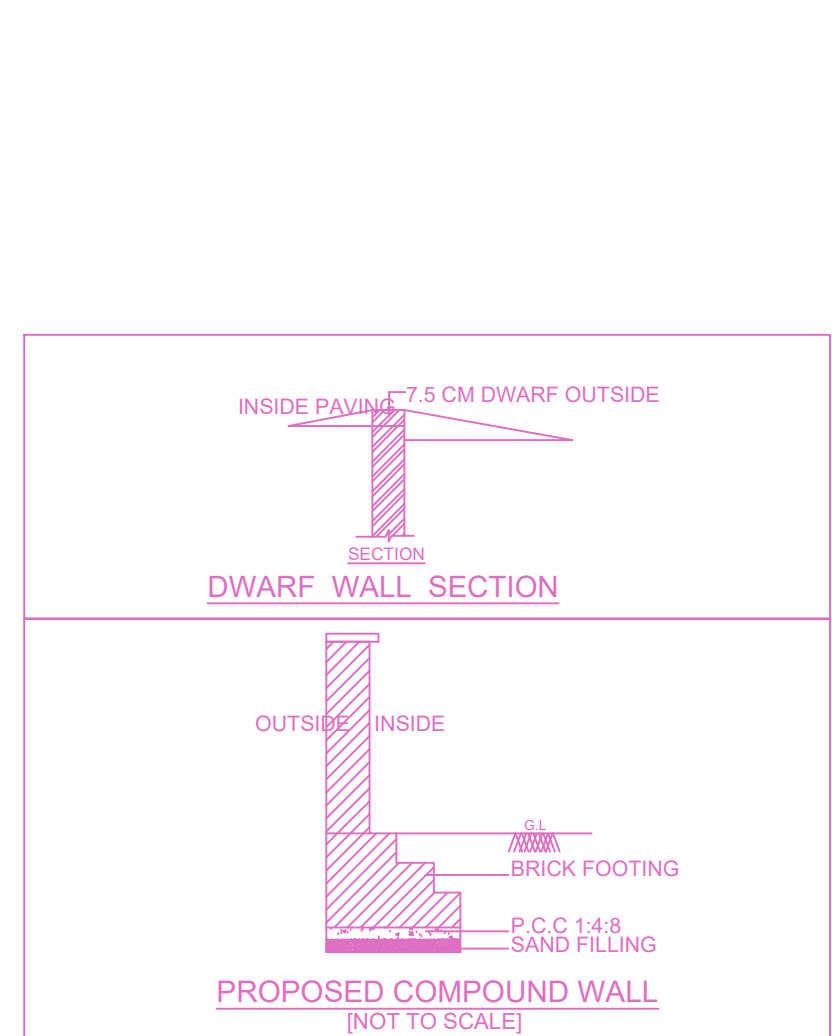 7.5 CM DWARF OUTSIDE
INSIDE PAVING
SECTION
DWARF WALL SECTION
OUTSIDE
INSIDE
G.L
BRICK FOOTING
P.C.C 1:4:8
SAND FILLING
PROPOSED COMPOUND WALL
[NOT TO SCALE]